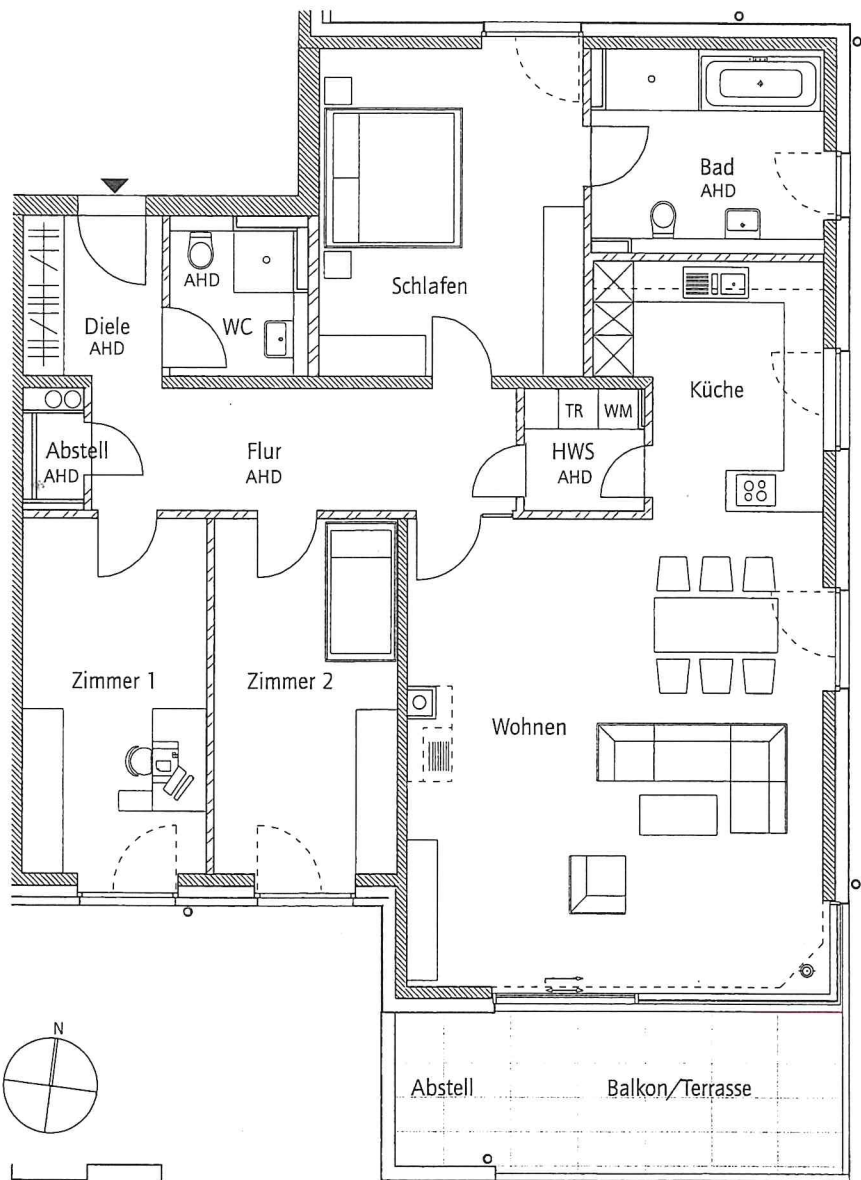 Bad
AHD
Schlafen
AHD
WC
Diele
AHD
Küche
TR
WM
HWS
AHD
Abstell
AHD
Flur
AHD
Zimmer 1
Zimmer 2
Wohnen
N
Abstell
Balkon/Terrasse